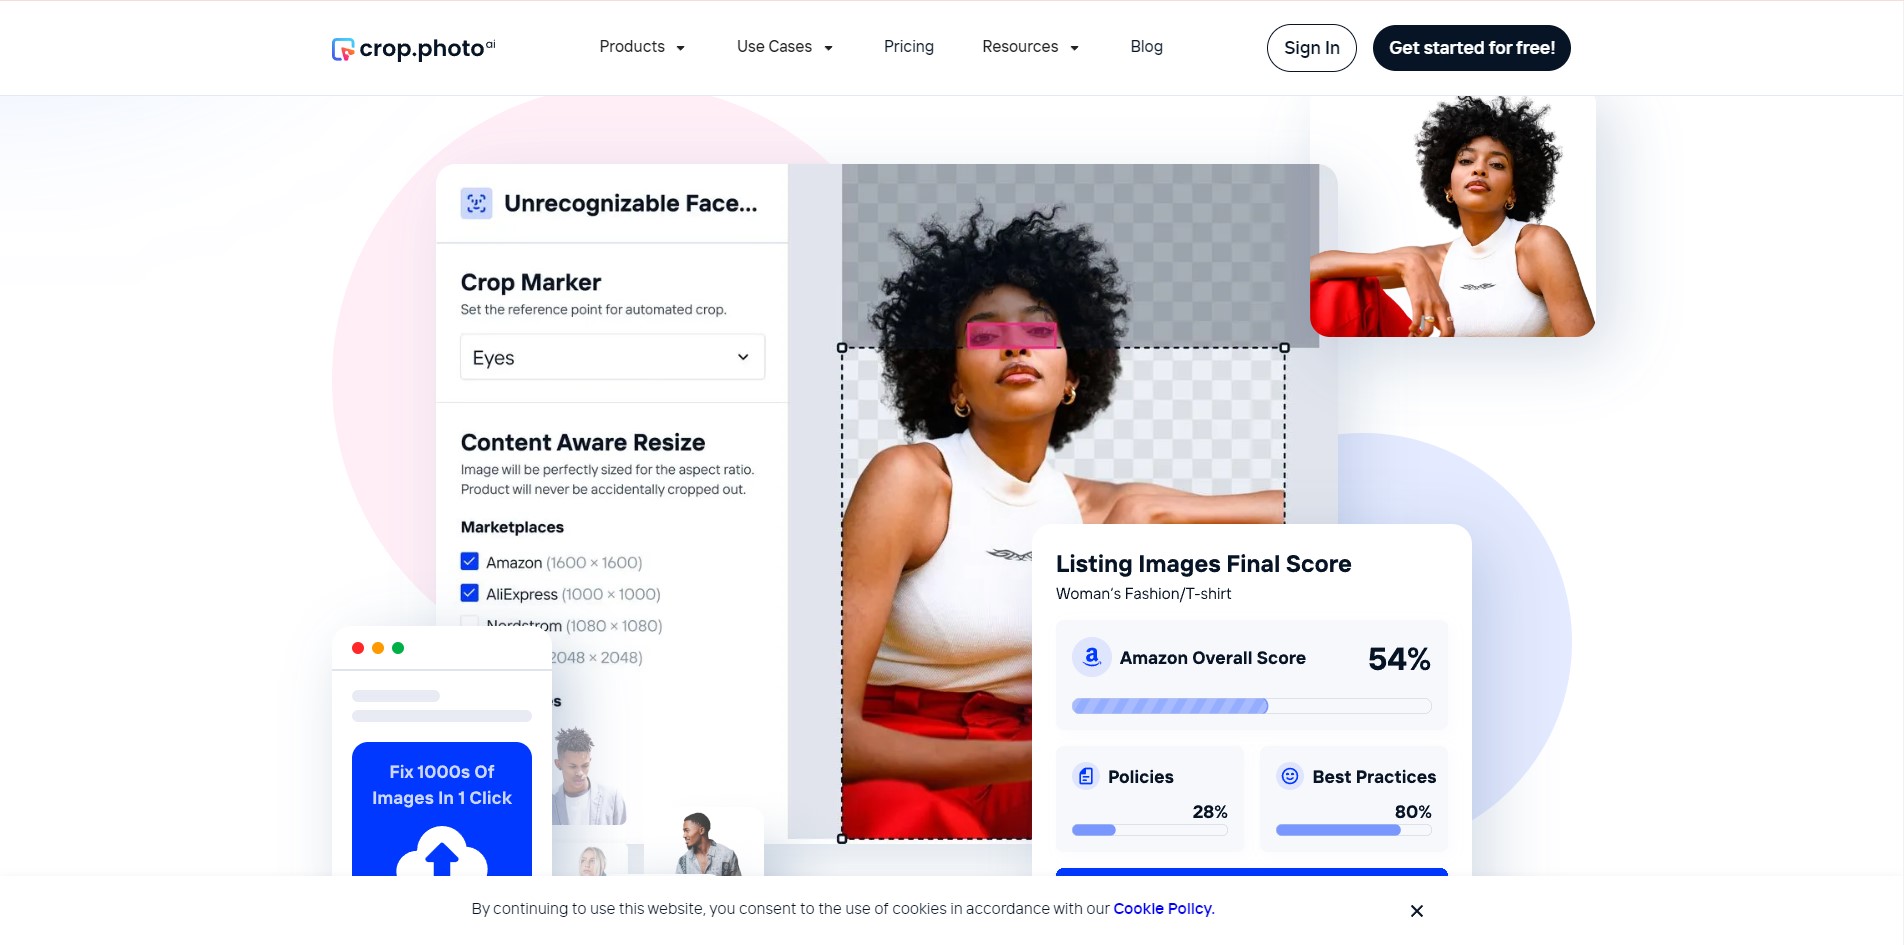 crop.photo ai
Products
Use Cases
Pricing
Resources
Blog
Sign In
Get started for free!
Unrecognizable Face...
Crop Marker
Set the reference point for automated crop.
Eyes
Content Aware Resize
Image will be perfectly sized for the aspect ratio.
Product will never be accidentally cropped out.
Marketplaces
Amazon (1600 × 1600)
AliExpress (1000 × 1000)
Nordstrom (1080 × 1080)
2048 × 2048)
Fix 1000s Of
Images In 1 Click
Listing Images Final Score
Woman's Fashion/T-shirt
a
Amazon Overall Score
54%
Policies
28%
Best Practices
80%
By continuing to use this website, you consent to the use of cookies in accordance with our Cookie Policy.